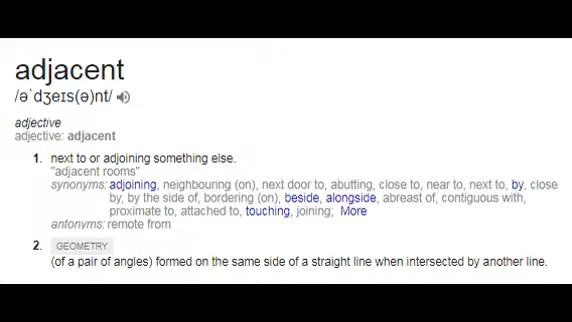 adjacent
/əˈdʒeɪs(ə)nt/
adjective
adjective: adjacent
1. next to or adjoining something else.
"adjacent rooms"
synonyms: adjoining, neighbouring (on), next door to, abutting, close to, near to, next to, by, close
by, by the side of, bordering (on), beside, alongside, abreast of, contiguous with,
proximate to, attached to, touching, joining; More
antonyms: remote from
2. GEOMETRY
(of a pair of angles) formed on the same side of a straight line when intersected by another line.